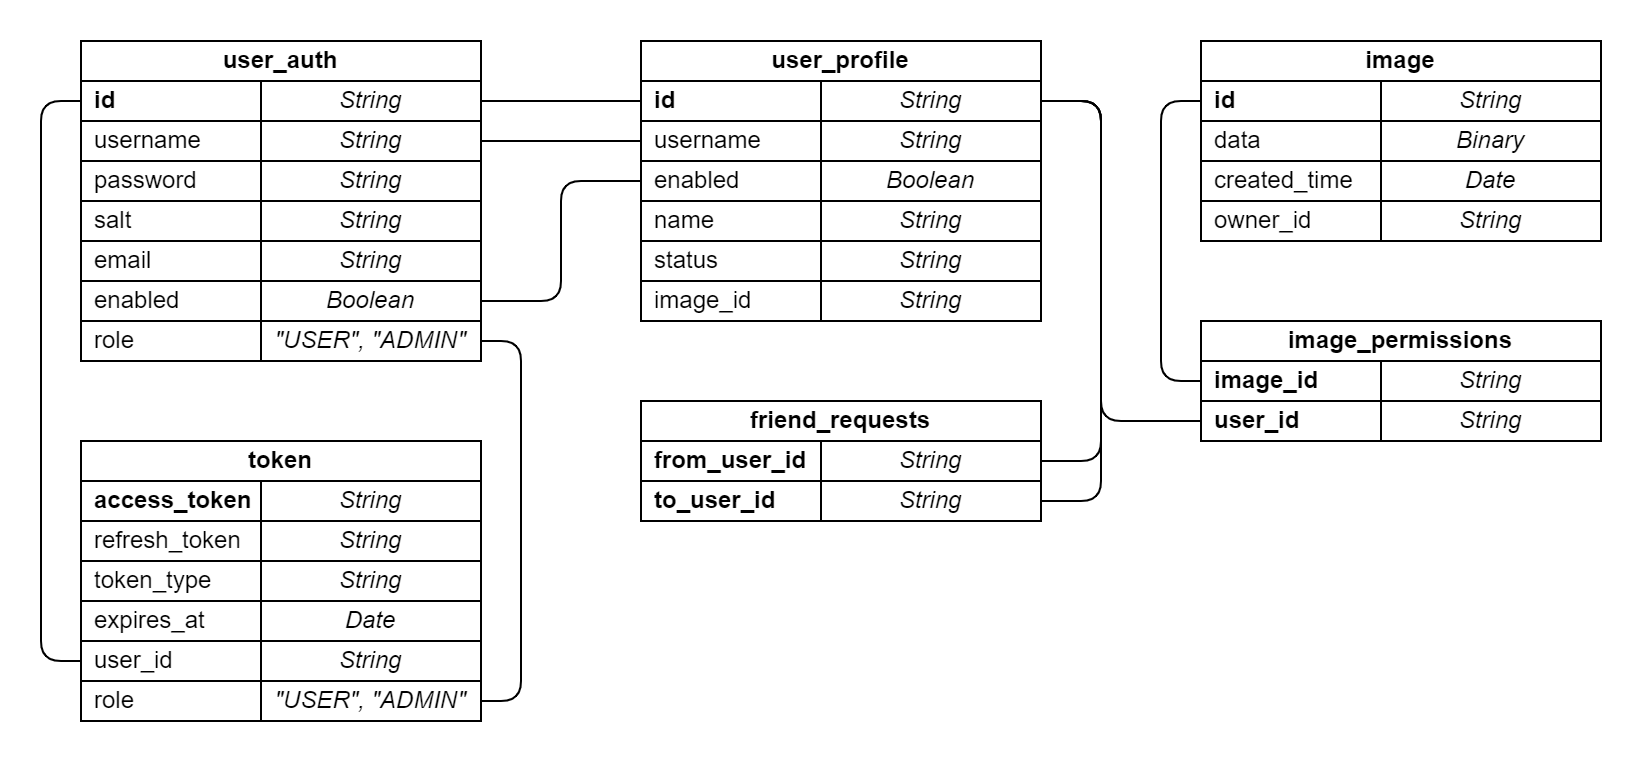 user_auth
id String
username String
password String
salt String
email String
enabled Boolean
role "USER", "ADMIN"
token
access_token String
refresh_token String
token_type String
expires_at Date
user_id String
role "USER", "ADMIN"
user_profile
id String
username String
enabled Boolean
name String
status String
image_id String
friend_requests
from_user_id String
to_user_id String
image
id String
data Binary
created_time Date
owner_id String
image_permissions
image_id String
user_id String